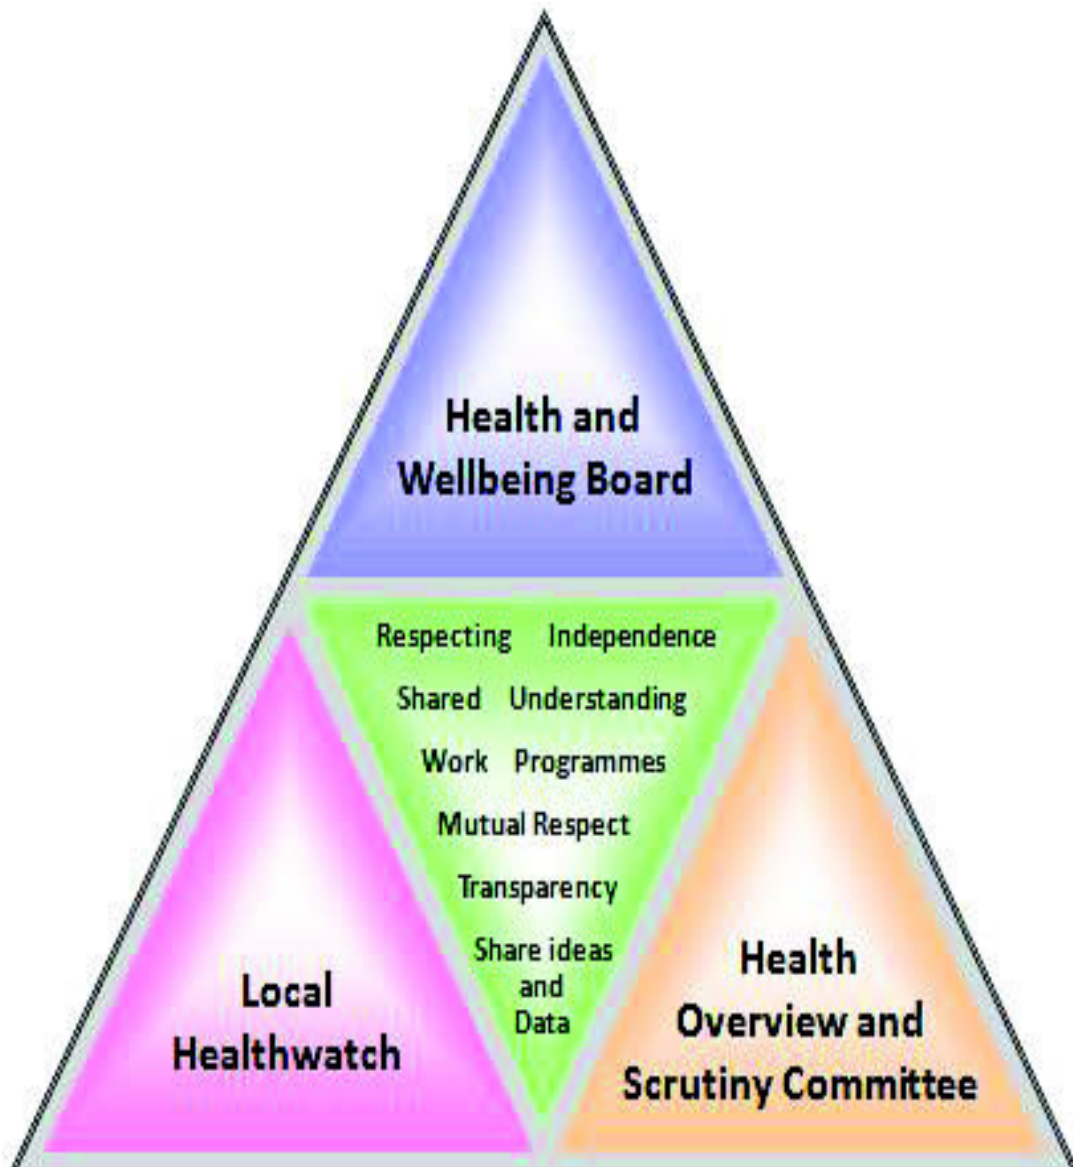 Health and
Wellbeing Board
Respecting Independence
Shared Understanding
Work Programmes
Mutual Respect
Transparency
Share ideas
and
Data
Local
Healthwatch
Health
Overview and
Scrutiny Committee